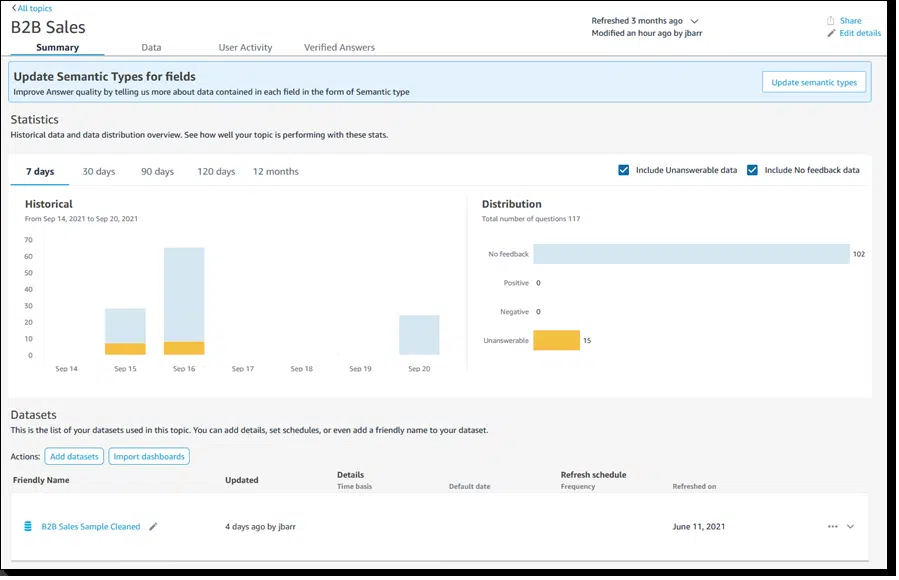 All topics
B2B Sales
Refreshed 3 months ago
Modified an hour ago by jbarr
Share
Edit details
Summary Data User Activity Verified Answers
Update Semantic Types for fields
Improve Answer quality by telling us more about data contained in each field in the form of Semantic type
Update semantic types
Statistics
Historical data and data distribution overview. See how well your topic is performing with these stats.
7 days 30 days 90 days 120 days 12 months
Include Unanswerable data Include No feedback data
Historical
From Sep 14, 2021 to Sep 20, 2021
70
60
50
40
30
20
10
0
Sep 14 Sep 15 Sep 16 Sep 17 Sep 18 Sep 19 Sep 20
Distribution
Total number of questions 117
No feedback 102
Positive 0
Negative 0
Unanswerable 15
Datasets
This is the list of your datasets used in this topic. You can add details, set schedules, or even add a friendly name to your dataset.
Actions: Add datasets Import dashboards
Friendly Name Updated Details Refresh schedule
Time basis Default date Frequency Refreshed on
B2B Sales Sample Cleaned 4 days ago by jbarr June 11, 2021